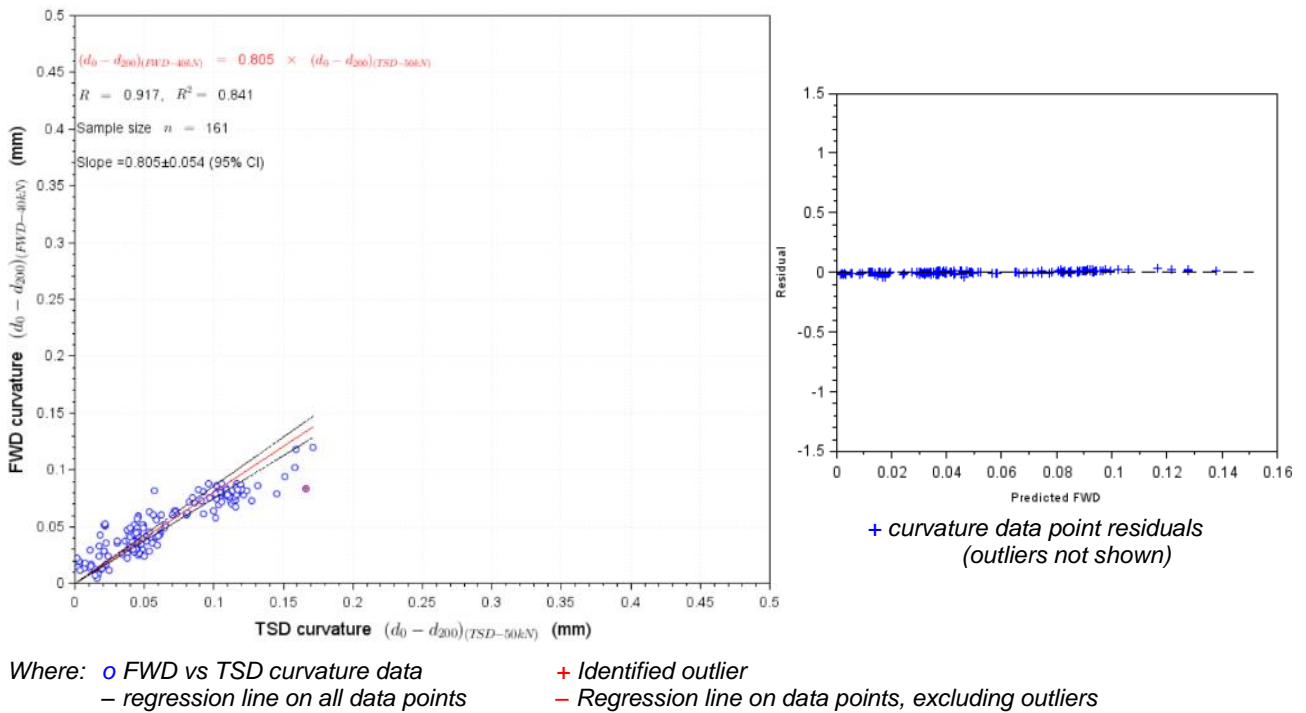 0.5
0.45
0.4
0.35
0.3
0.25
0.2
0.15
0.1
0.05
0
(d₀ − d₂₀₀)(FWD−40kN) = 0.805 × (d₀ − d₂₀₀)(TSD−50kN)
R = 0.917, R² = 0.841
Sample size n = 161
Slope =0.805±0.054 (95% CI)
FWD curvature (d₀ − d₂₀₀)(FWD−40kN) (mm)
0 0.05 0.1 0.15 0.2 0.25 0.3 0.35 0.4 0.45 0.5
TSD curvature (d₀ − d₂₀₀)(TSD−50kN) (mm)
1.5
1
0.5
0
-0.5
-1
-1.5
Residual
0 0.02 0.04 0.06 0.08 0.1 0.12 0.14 0.16
Predicted FWD
+ curvature data point residuals
(outliers not shown)
Where: o FWD vs TSD curvature data + Identified outlier
– regression line on all data points – Regression line on data points, excluding outliers